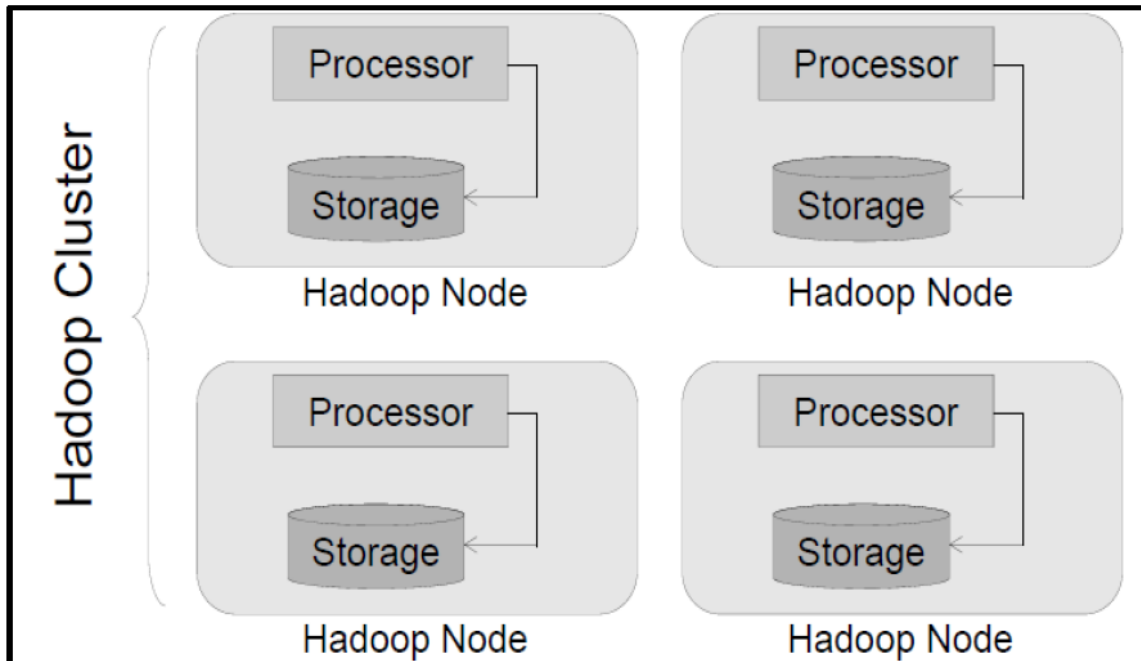 Hadoop Cluster
Processor
Storage
Hadoop Node
Processor
Storage
Hadoop Node
Processor
Storage
Hadoop Node
Processor
Storage
Hadoop Node